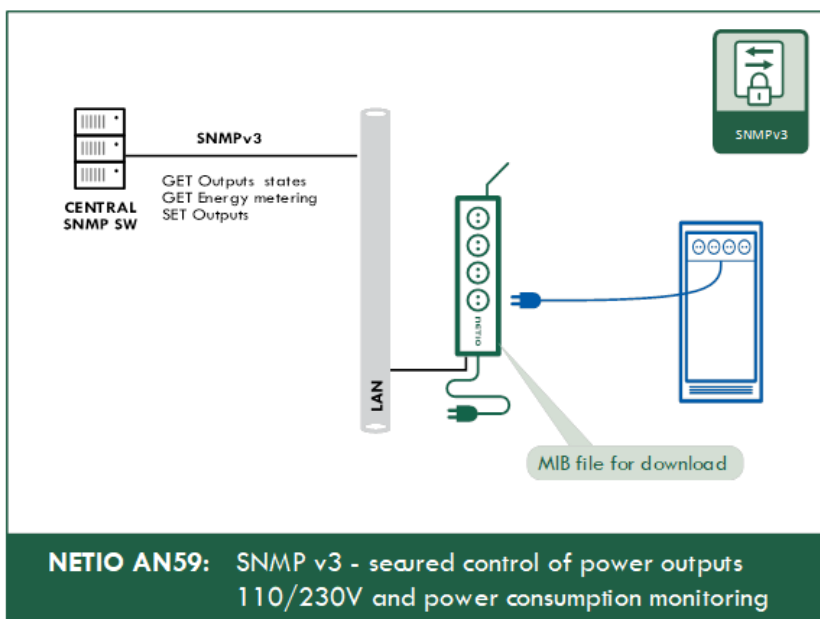 SNMPv3
SNMPv3
GET Outputs states
GET Energy metering
SET Outputs
CENTRAL
SNMP SW
NETIO
LAN
MIB file for download
NETIO AN59: SNMP v3 - secured control of power outputs
110/230V and power consumption monitoring